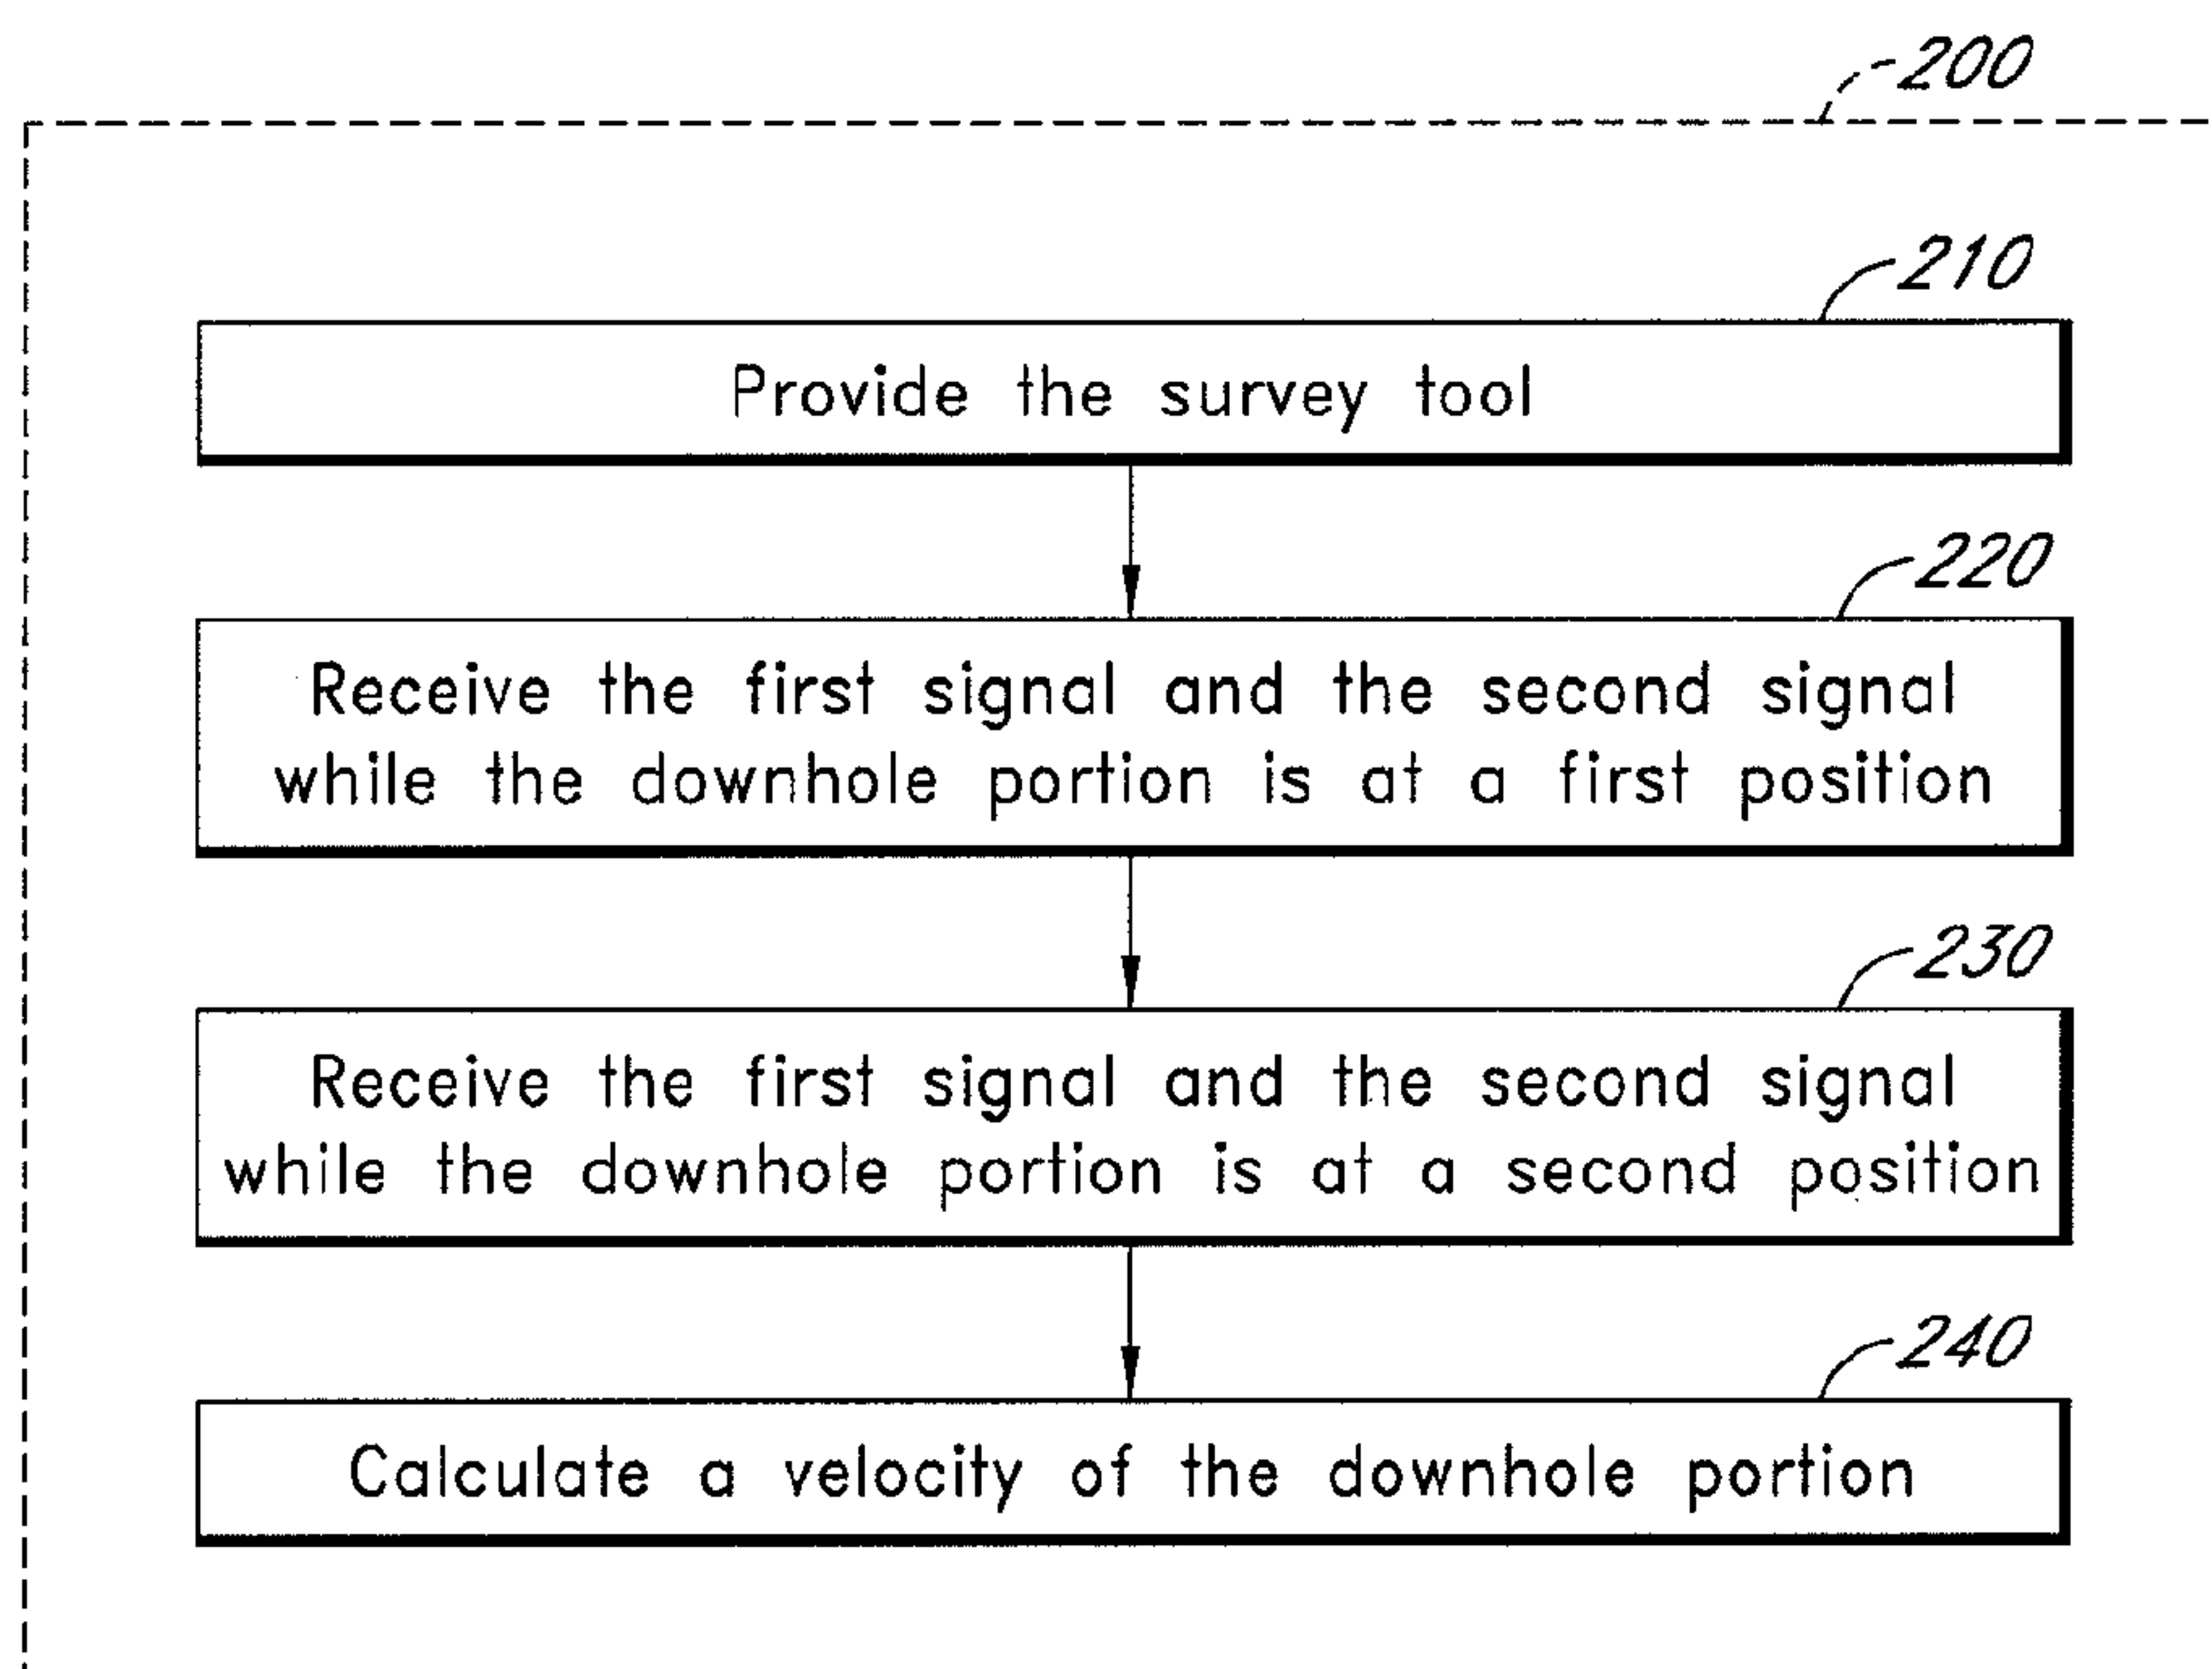 200
210
Provide the survey tool
220
Receive the first signal and the second signal
while the downhole portion is at a first position
230
Receive the first signal and the second signal
while the downhole portion is at a second position
240
Calculate a velocity of the downhole portion